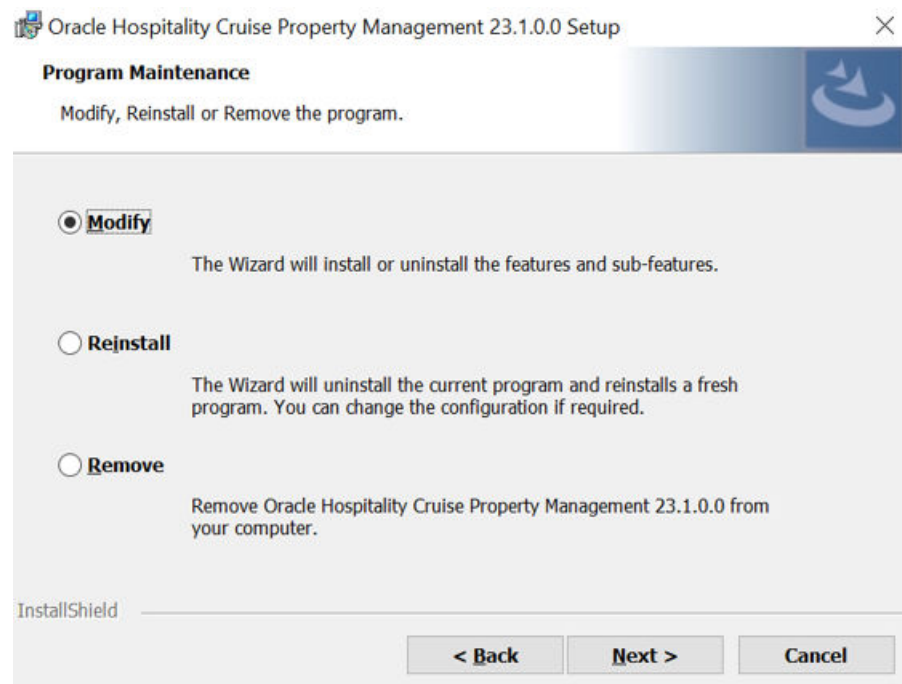 Oracle Hospitality Cruise Property Management 23.1.0.0 Setup
Program Maintenance
Modify, Reinstall or Remove the program.
Modify
The Wizard will install or uninstall the features and sub-features.
Reinstall
The Wizard will uninstall the current program and reinstalls a fresh
program. You can change the configuration if required.
Remove
Remove Oracle Hospitality Cruise Property Management 23.1.0.0 from
your computer.
InstallShield
< Back
Next >
Cancel